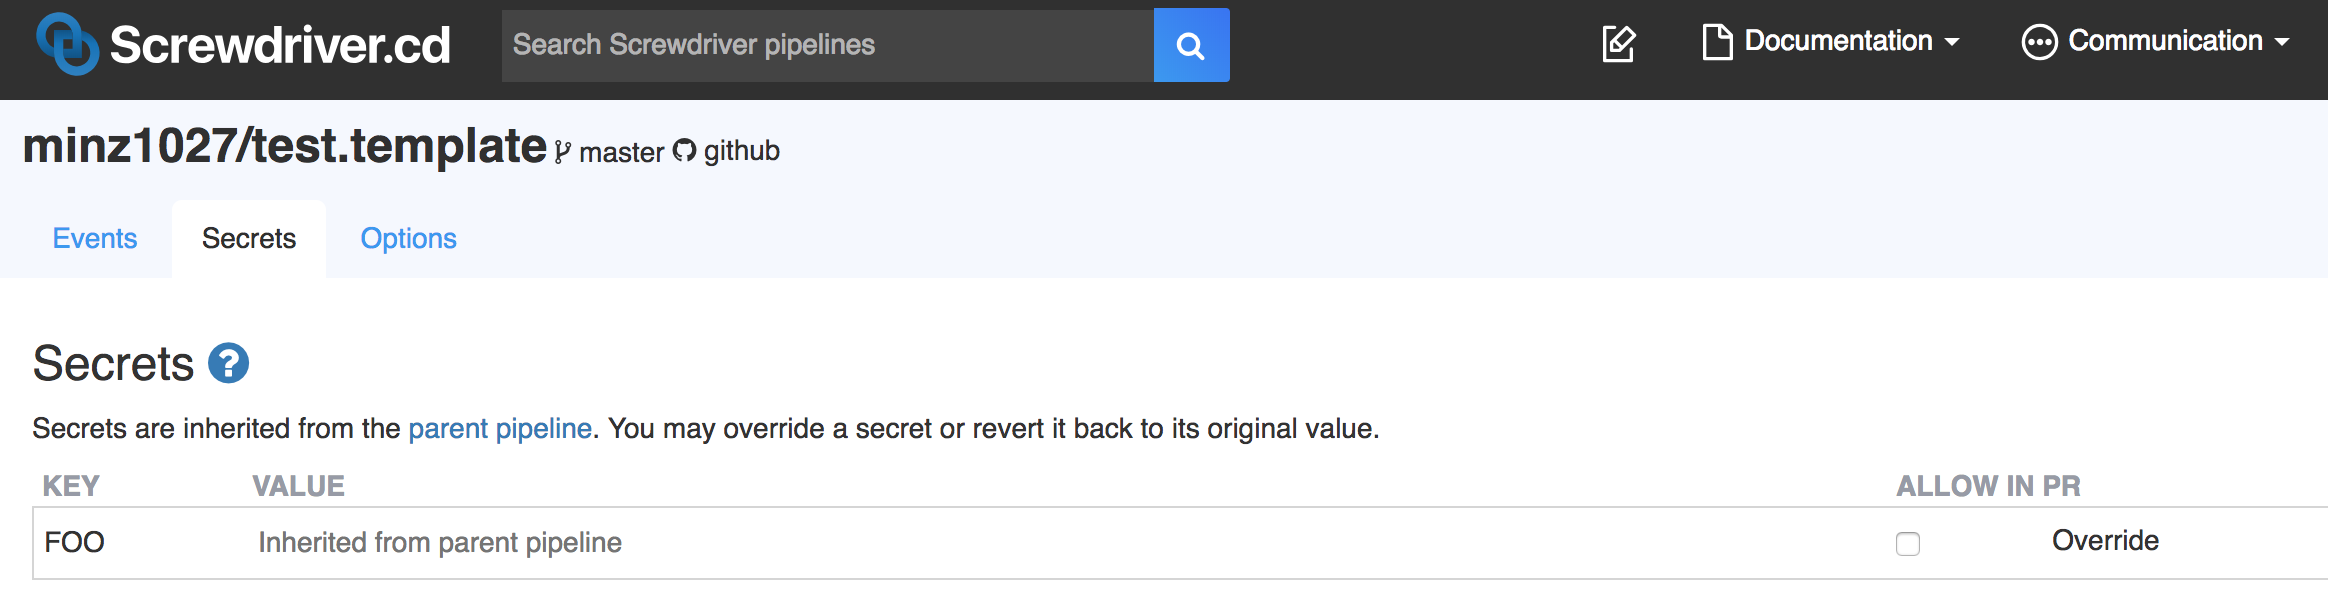 Screwdriver.cd Search Screwdriver pipelines Documentation Communication
minz1027/test.template master github
Events Secrets Options
Secrets ?
Secrets are inherited from the parent pipeline. You may override a secret or revert it back to its original value.
KEY VALUE ALLOW IN PR
FOO Inherited from parent pipeline Override